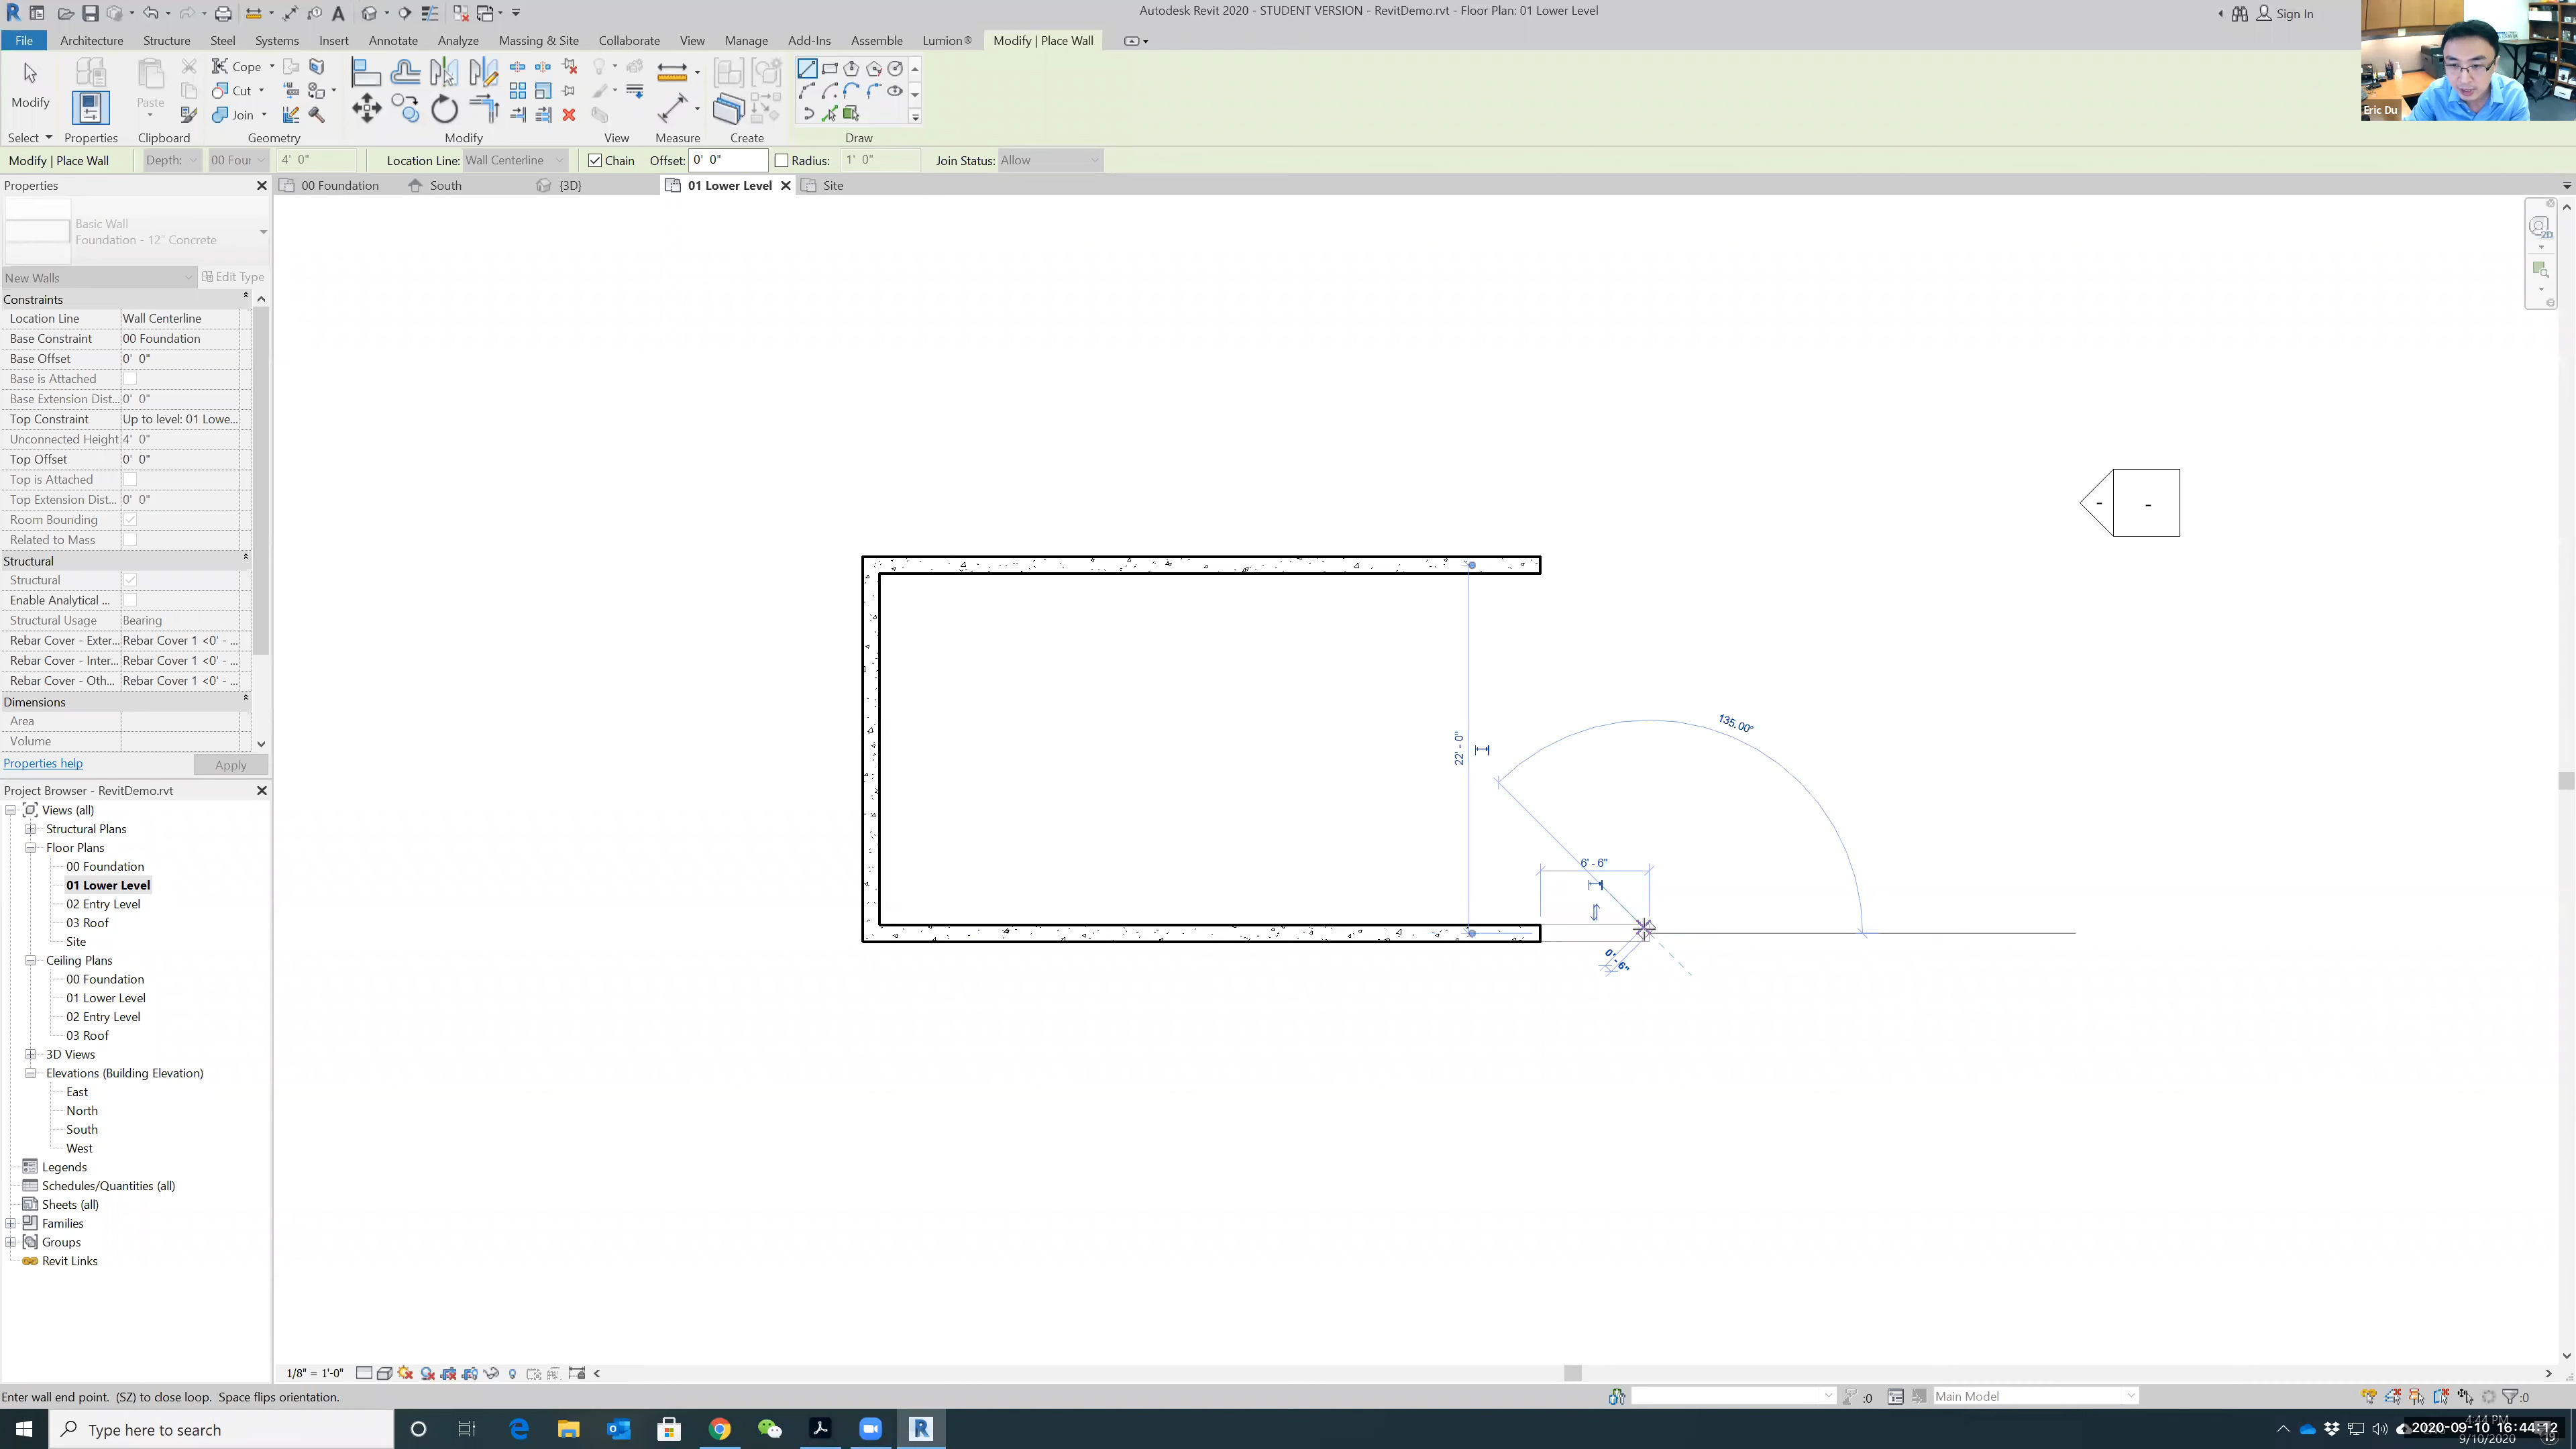 Autodesk Revit 2020 - STUDENT VERSION - RevitDemo.rvt - Floor Plan: 01 Lower Level
Sign In
File Architecture Structure Steel Systems Insert Annotate Analyze Massing & Site Collaborate View Manage Add-Ins Assemble Lumion® Modify | Place Wall
Eric Du
Modify
Paste
Cope
Cut
Join
Select Properties Clipboard Geometry Modify View Measure Create Draw
Modify | Place Wall Depth: 00 Four 4' 0" Location Line: Wall Centerline Chain Offset: 0' 0" Radius: 1' 0" Join Status: Allow
Properties
00 Foundation South {3D} 01 Lower Level Site
Basic Wall
Foundation - 12" Concrete
New Walls Edit Type
Constraints
Location Line Wall Centerline
Base Constraint 00 Foundation
Base Offset 0' 0"
Base is Attached
Base Extension Dist... 0' 0"
Top Constraint Up to level: 01 Lowe...
Unconnected Height 4' 0"
Top Offset 0' 0"
Top is Attached
Top Extension Dist... 0' 0"
Room Bounding
Related to Mass
Structural
Structural
Enable Analytical ...
Structural Usage Bearing
Rebar Cover - Exter... Rebar Cover 1 <0' - ...
Rebar Cover - Inter... Rebar Cover 1 <0' - ...
Rebar Cover - Oth... Rebar Cover 1 <0' - ...
Dimensions
Area
Volume
Properties help Apply
Project Browser - RevitDemo.rvt
Views (all)
Structural Plans
Floor Plans
00 Foundation
01 Lower Level
02 Entry Level
03 Roof
Site
Ceiling Plans
00 Foundation
01 Lower Level
02 Entry Level
03 Roof
3D Views
Elevations (Building Elevation)
East
North
South
West
Legends
Schedules/Quantities (all)
Sheets (all)
Families
Groups
Revit Links
2D
- -
135.00°
22' - 0"
6' - 6"
0' - 6"
1/8" = 1'-0"
Enter wall end point. (SZ) to close loop. Space flips orientation.
:0 Main Model :0
Type here to search
4:44 PM
2020-09-10 16:44:12
9/10/2020